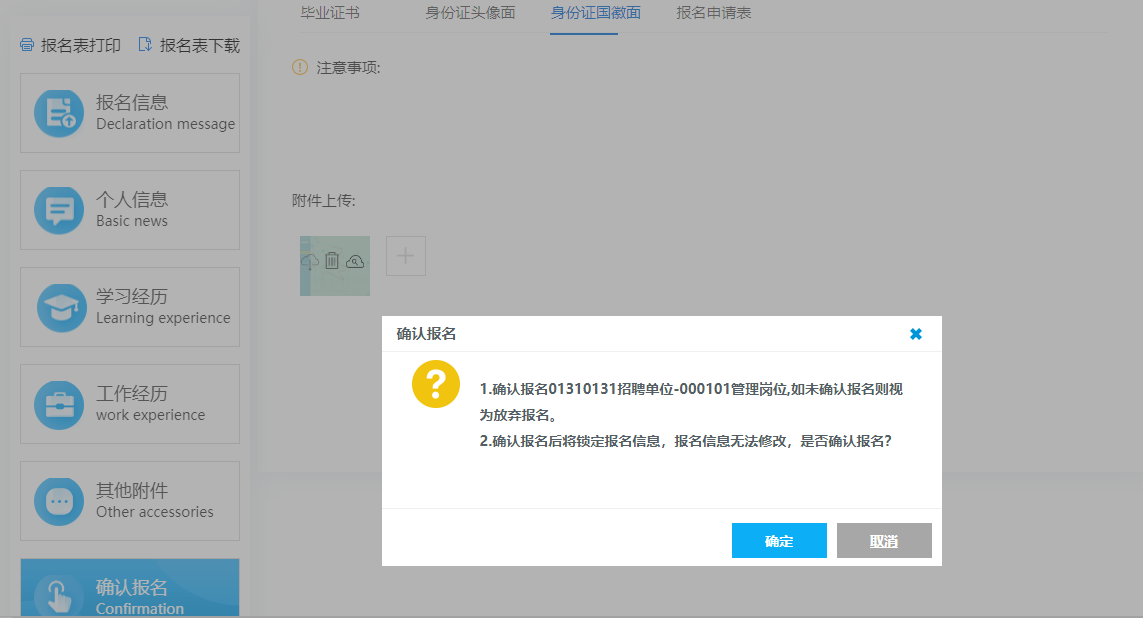 毕业证书 身份证头像面 身份证国徽面 报名申请表
报名表打印 报名表下载
注意事项:
报名信息
Declaration message
个人信息
Basic news
附件上传:
学习经历
Learning experience
工作经历
work experience
其他附件
Other accessories
确认报名
Confirmation
确认报名
1.确认报名01310131招聘单位-000101管理岗位,如未确认报名则视
为放弃报名。
2.确认报名后将锁定报名信息，报名信息无法修改，是否确认报名?
确定 取消